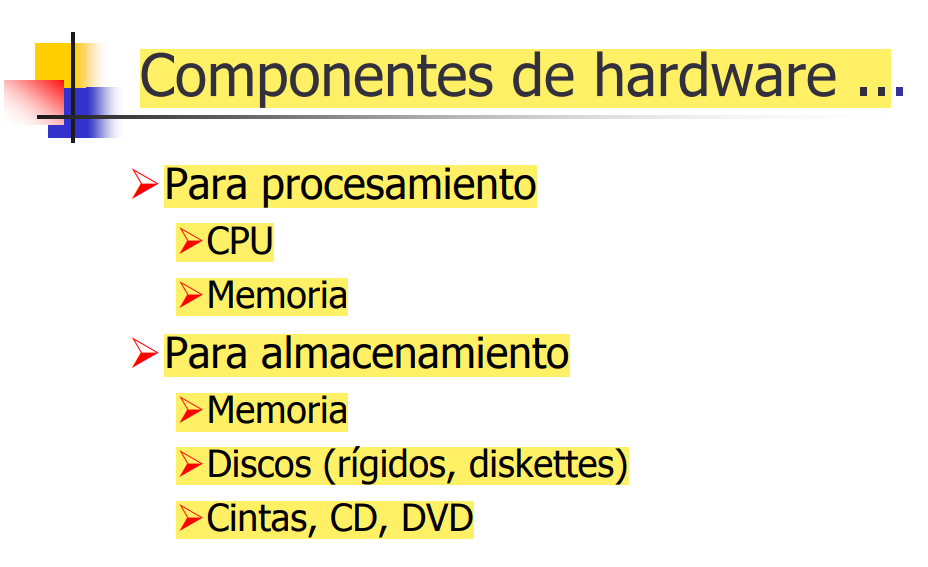 Componentes de hardware ...
Para procesamiento
CPU
Memoria
Para almacenamiento
Memoria
Discos (rígidos, diskettes)
Cintas, CD, DVD